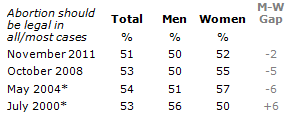 Abortion should be legal in all/most cases Total Men Women M-W Gap
% % %
November 2011 51 50 52 -2
October 2008 53 50 55 -5
May 2004* 54 51 57 -6
July 2000* 53 56 50 +6